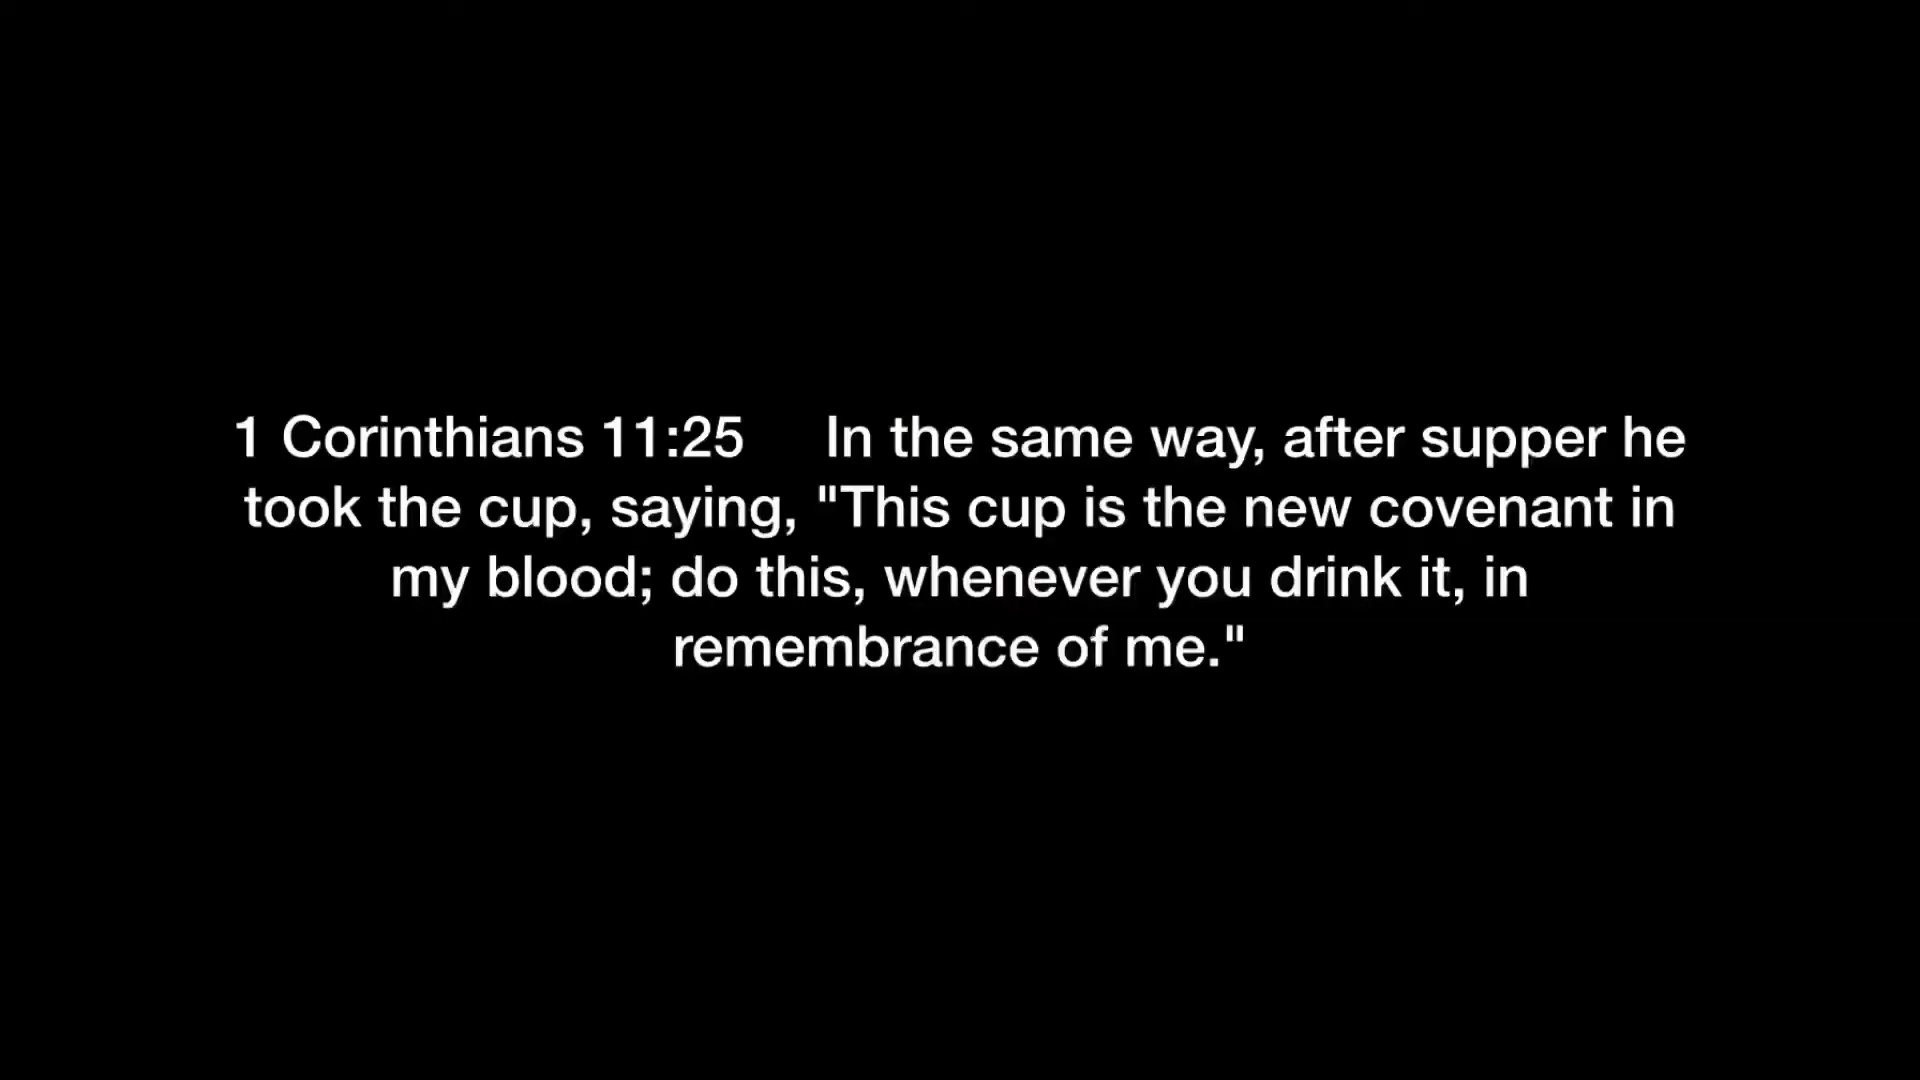 1 Corinthians 11:25 In the same way, after supper he
took the cup, saying, "This cup is the new covenant in
my blood; do this, whenever you drink it, in
remembrance of me."